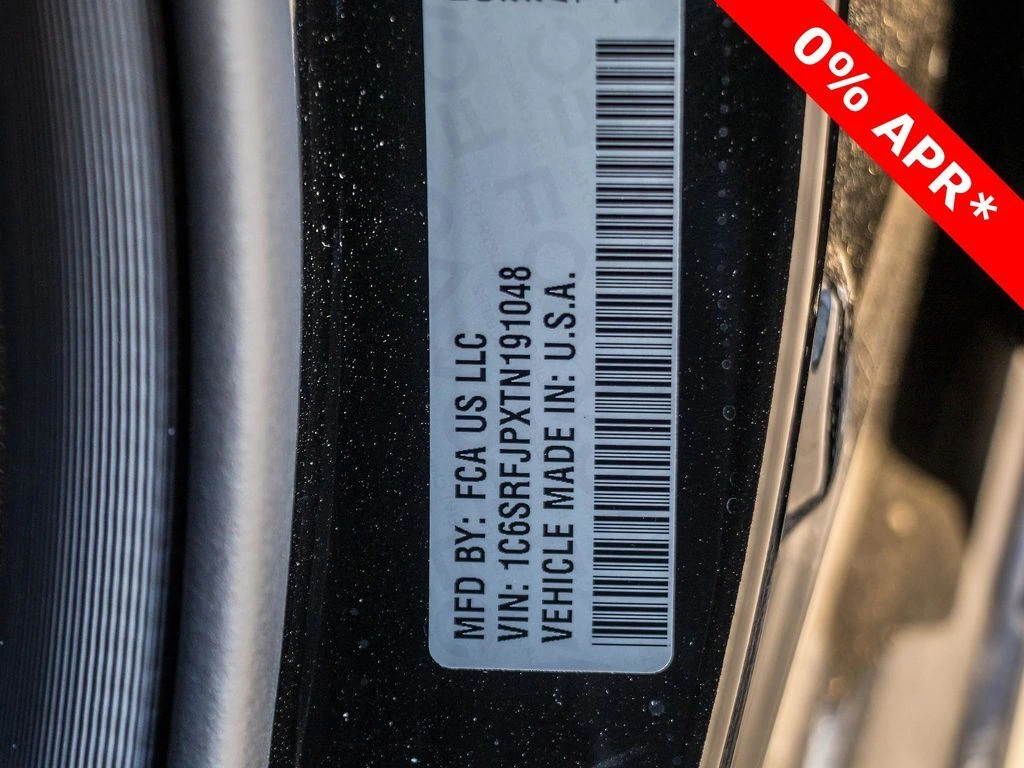 MFD BY: FCA US LLC
VIN: 1C6SRFJPXTN191048
VEHICLE MADE IN: U.S.A.
0% APR*